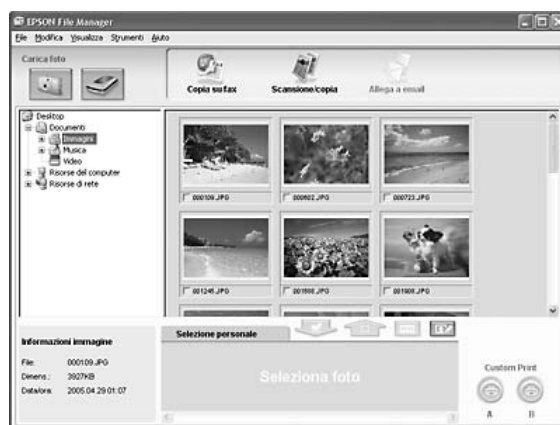 EPSON File Manager
File Modifica Visualizza Strumenti Aiuto
Carica foto
Copia su fax
Scansione/copia
Allega a email
Desktop
Documenti
Immagini
Musica
Video
Risorse del computer
Risorse di rete
000109.JPG
000602.JPG
000723.JPG
001245.JPG
001588.JPG
001908.JPG
Informazioni immagine
File: 000109.JPG
Dimens.: 3927KB
Data/ora: 2005.04.29 01:07
Selezione personale
Seleziona foto
Custom Print
A B